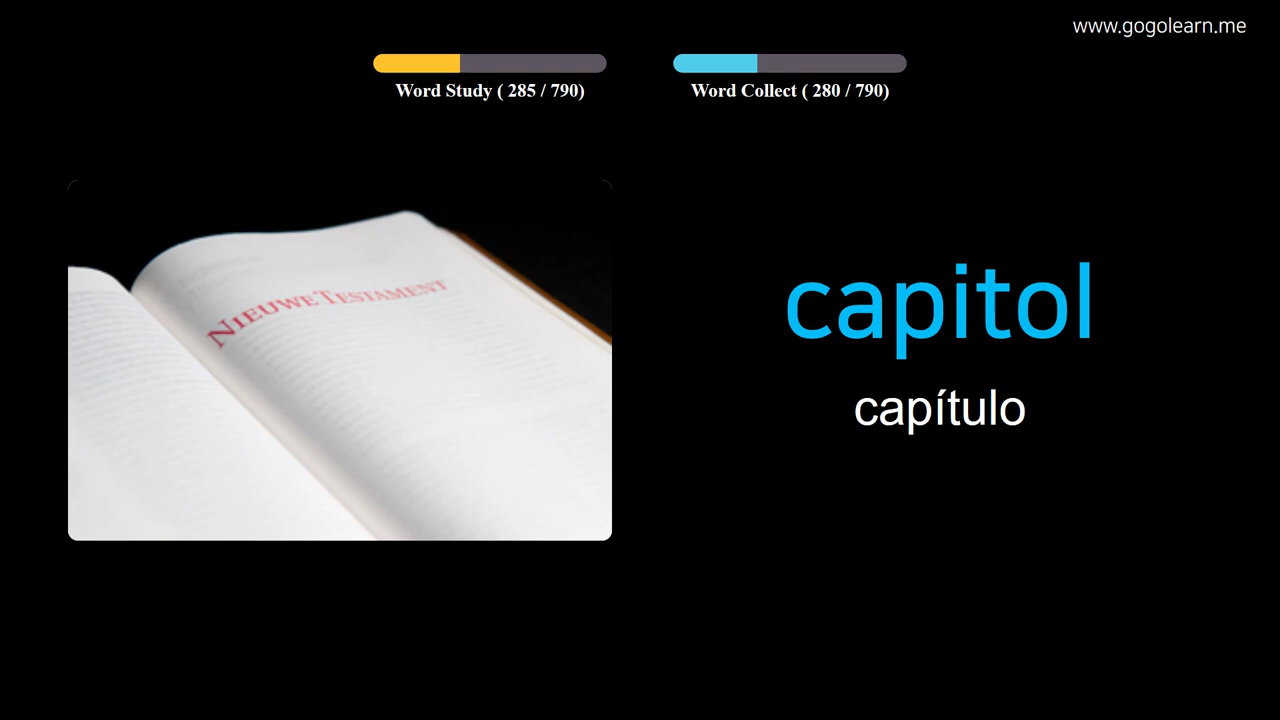 www.gogolearn.me
Word Study ( 285 / 790)
Word Collect ( 280 / 790)
NIEUWE TESTAMENT
capitol
capítulo